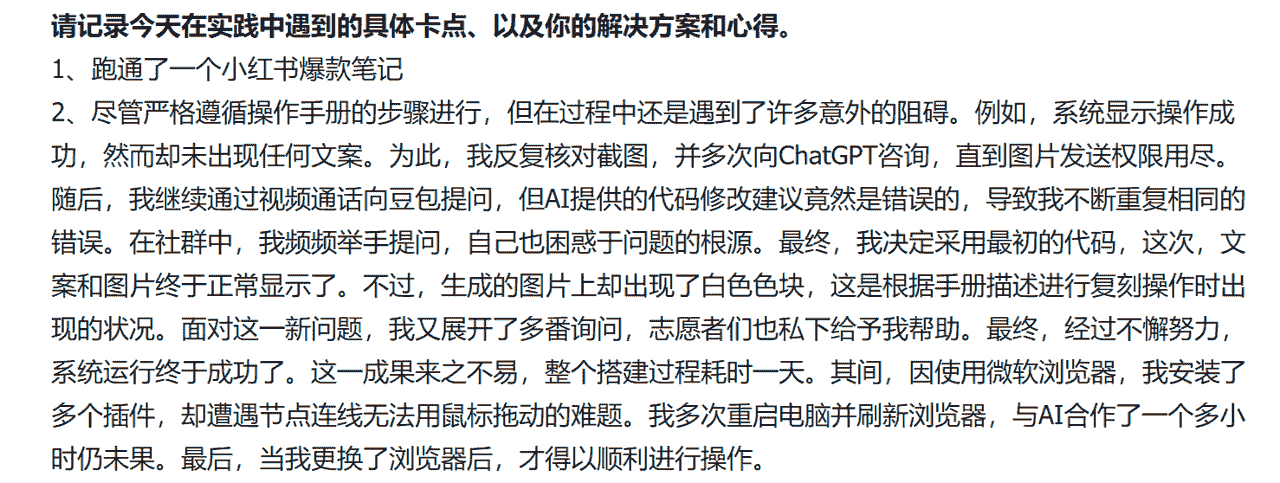 请记录今天在实践中遇到的具体卡点、以及你的解决方案和心得。
1、跑通了一个小红书爆款笔记
2、尽管严格遵循操作手册的步骤进行，但在过程中还是遇到了许多意外的阻碍。例如，系统显示操作成
功，然而却未出现任何文案。为此，我反复核对截图，并多次向ChatGPT咨询，直到图片发送权限用尽。
随后，我继续通过视频通话向豆包提问，但AI提供的代码修改建议竟然是错误的，导致我不断重复相同的
错误。在社群中，我频频举手提问，自己也困惑于问题的根源。最终，我决定采用最初的代码，这次，文
案和图片终于正常显示了。不过，生成的图片上却出现了白色色块，这是根据手册描述进行复刻操作时出
现的状况。面对这一新问题，我又展开了多番询问，志愿者们也私下给予我帮助。最终，经过不懈努力，
系统运行终于成功了。这一成果来之不易，整个搭建过程耗时一天。其间，因使用微软浏览器，我安装了
多个插件，却遭遇节点连线无法用鼠标拖动的难题。我多次重启电脑并刷新浏览器，与AI合作了一个多小
时仍未果。最后，当我更换了浏览器后，才得以顺利进行操作。